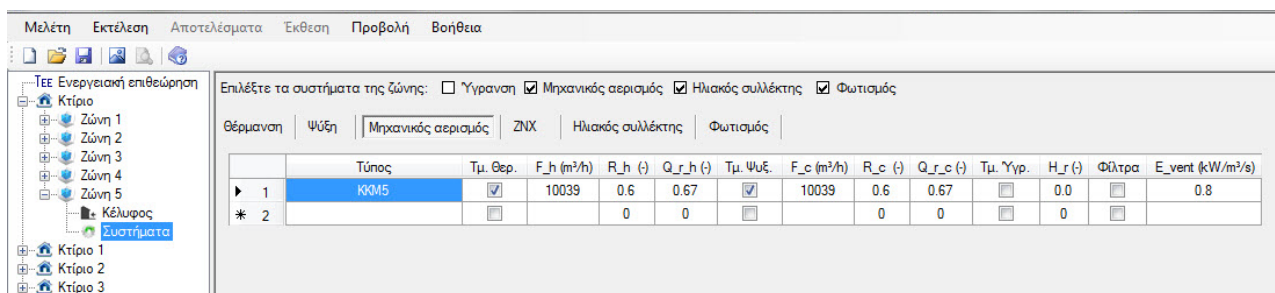 Μελέτη Εκτέλεση Αποτελέσματα Έκθεση Προβολή Βοήθεια
ΤΕΕ Ενεργειακή επιθεώρηση
Κτίριο
Ζώνη 1
Ζώνη 2
Ζώνη 3
Ζώνη 4
Ζώνη 5
Κέλυφος
Συστήματα
Κτίριο 1
Κτίριο 2
Κτίριο 3
Επιλέξτε τα συστήματα της ζώνης: Ύγρανση Μηχανικός αερισμός Ηλιακός συλλέκτης Φωτισμός
Θέρμανση Ψύξη Μηχανικός αερισμός ΖΝΧ Ηλιακός συλλέκτης Φωτισμός
Τύπος Τμ. Θερ. F_h (m³/h) R_h (-) Q_r_h (-) Τμ. Ψυξ. F_c (m³/h) R_c (-) Q_r_c (-) Τμ. Ύγρ. H_r (-) Φίλτρα E_vent (kW/m³/s)
1 ΚΚΜ5 10039 0.6 0.67 10039 0.6 0.67 0.0 0.8
* 2 0 0 0 0 0